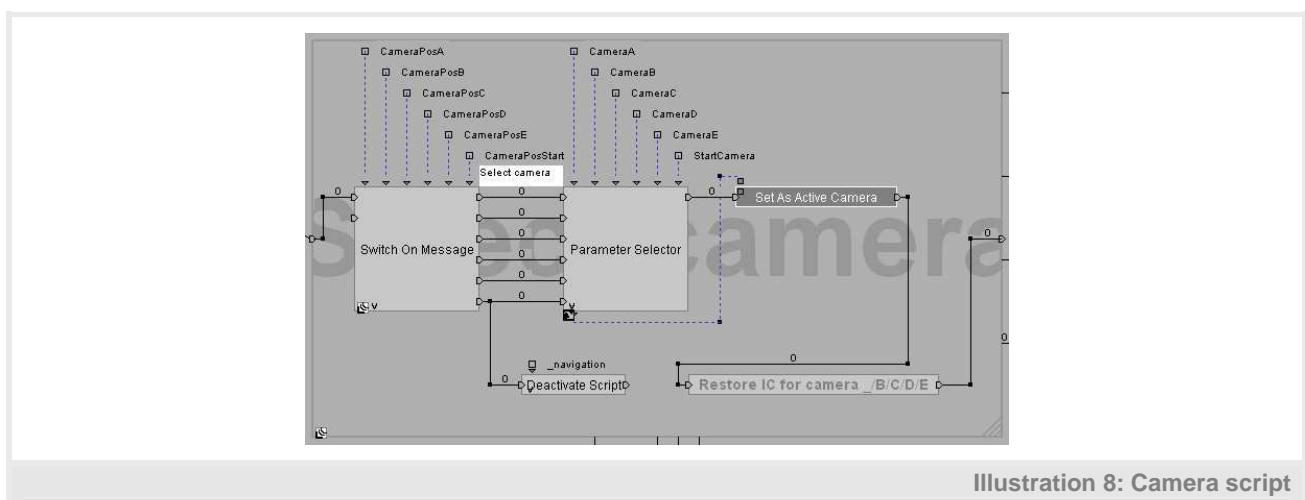 CameraPosA CameraA
CameraPosB CameraB
CameraPosC CameraC
CameraPosD CameraD
CameraPosE CameraE
CameraPosStart StartCamera
Select camera
0 0 0
Set As Active Camera
0
0
Switch On Message Parameter Selector
0
0
0
Select camera
0
0
_navigation
0
0 Deactivate Script Restore IC for camera _/B/C/D/E
Illustration 8: Camera script